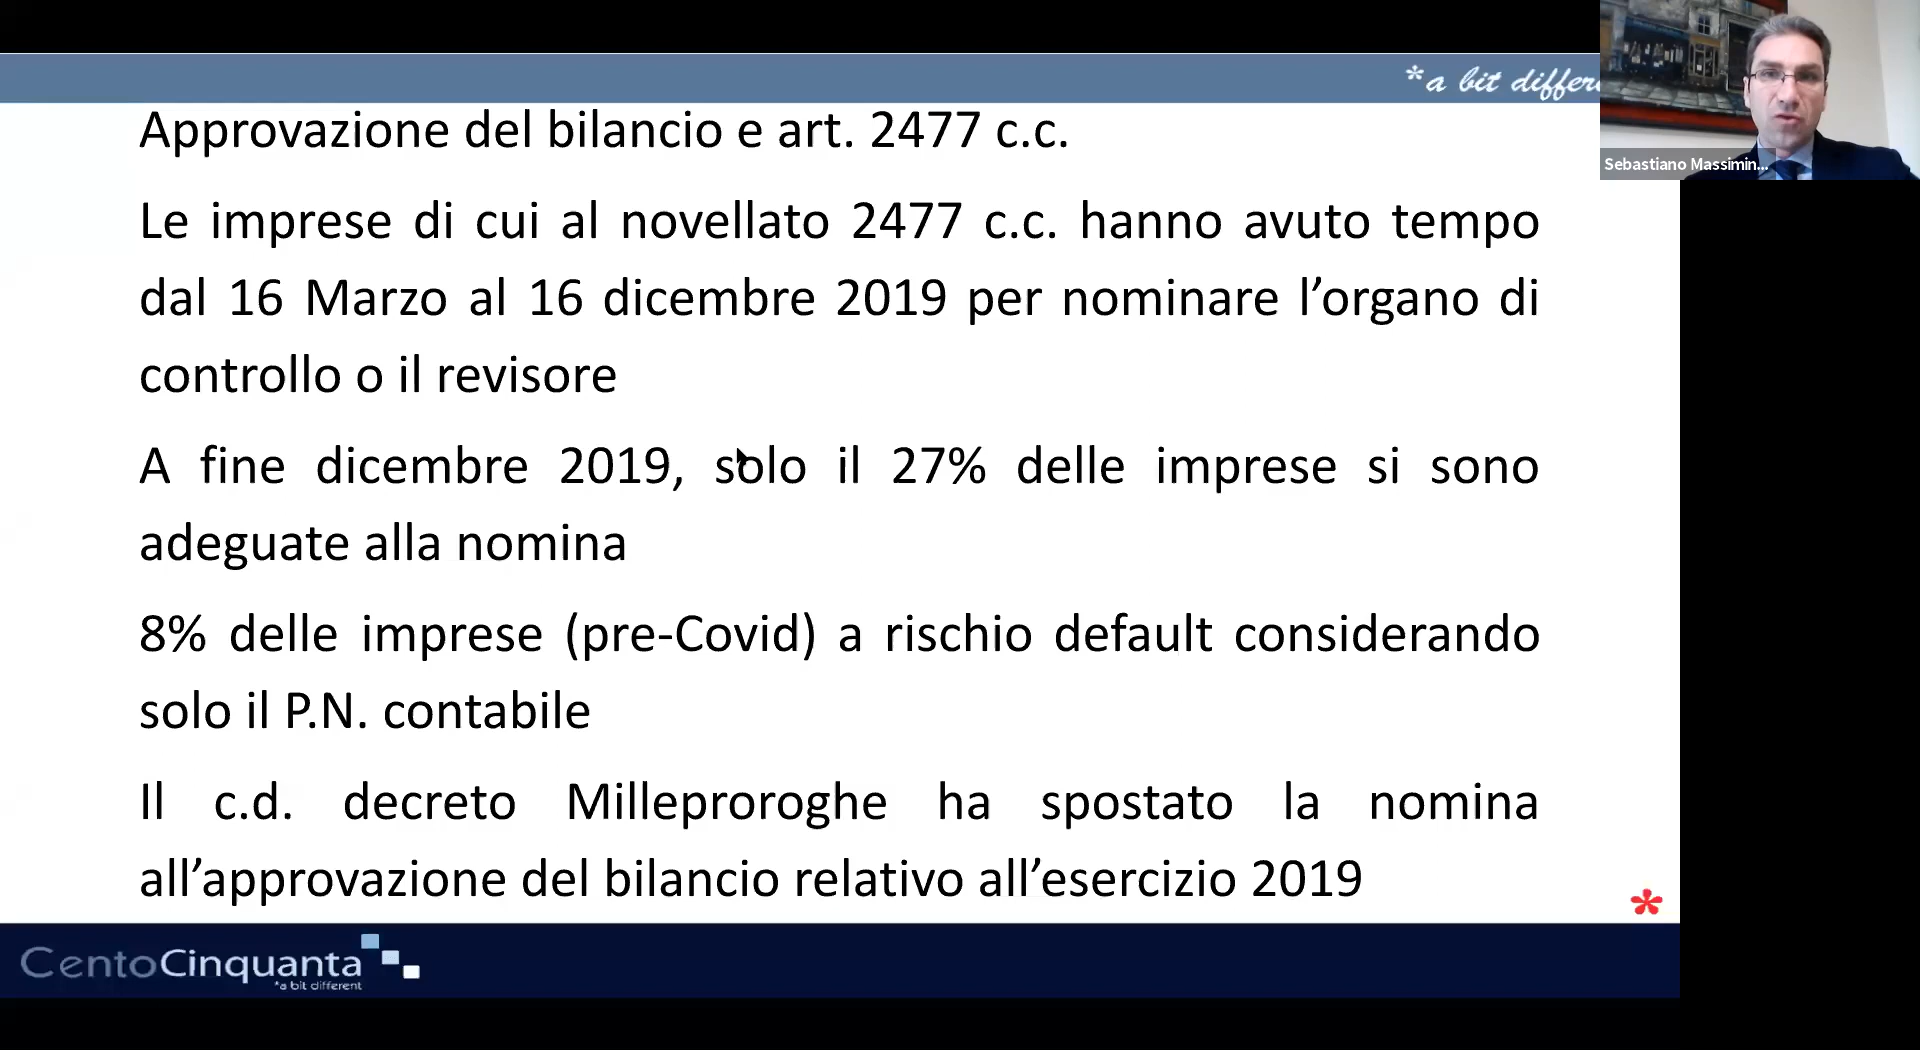 *a bit differ
Sebastiano Massimin...
Approvazione del bilancio e art. 2477 c.c.
Le imprese di cui al novellato 2477 c.c. hanno avuto tempo
dal 16 Marzo al 16 dicembre 2019 per nominare l’organo di
controllo o il revisore
A fine dicembre 2019, solo il 27% delle imprese si sono
adeguate alla nomina
8% delle imprese (pre-Covid) a rischio default considerando
solo il P.N. contabile
Il c.d. decreto Milleproroghe ha spostato la nomina
all’approvazione del bilancio relativo all’esercizio 2019
*
CentoCinquanta
*a bit different